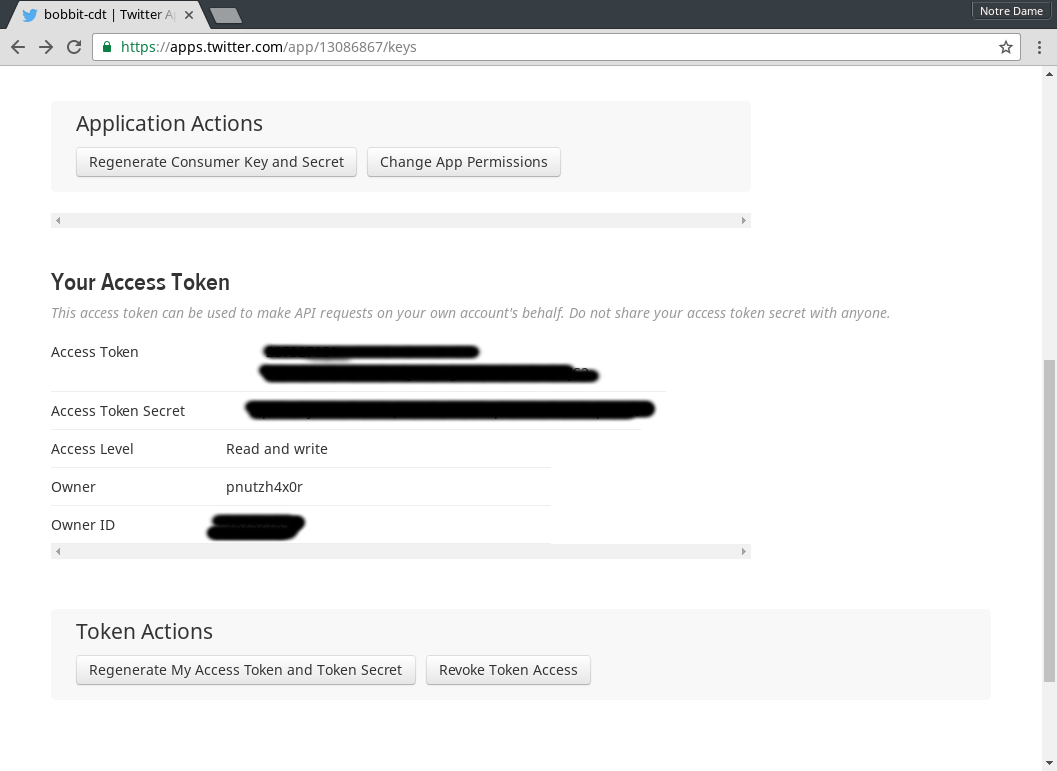 bobbit-cdt | Twitter A
Notre Dame
https://apps.twitter.com/app/13086867/keys
Application Actions
Regenerate Consumer Key and Secret
Change App Permissions
Your Access Token
This access token can be used to make API requests on your own account's behalf. Do not share your access token secret with anyone.
Access Token
Access Token Secret
Access Level Read and write
Owner pnutzh4x0r
Owner ID
Token Actions
Regenerate My Access Token and Token Secret
Revoke Token Access